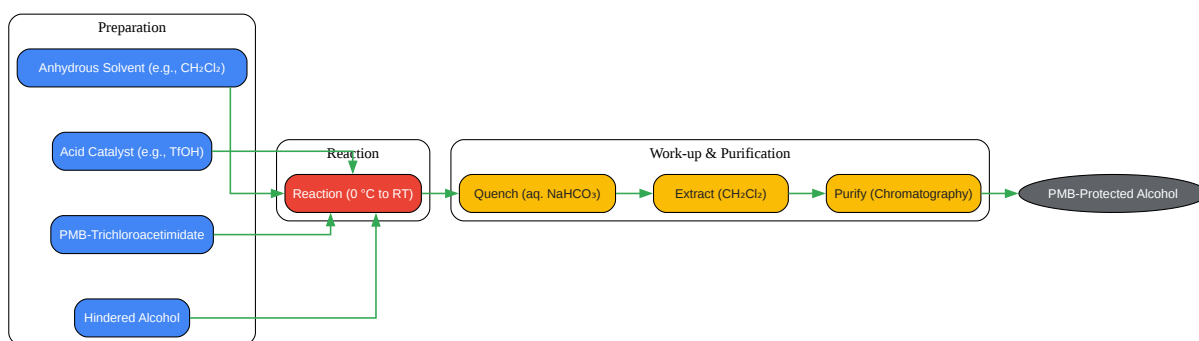 Preparation
Anhydrous Solvent (e.g., CH₂Cl₂)
Acid Catalyst (e.g., TfOH)
PMB-Trichloroacetimidate
Hindered Alcohol
Reaction
Reaction (0 °C to RT)
Work-up & Purification
Quench (aq. NaHCO₃)
Extract (CH₂Cl₂)
Purify (Chromatography)
PMB-Protected Alcohol